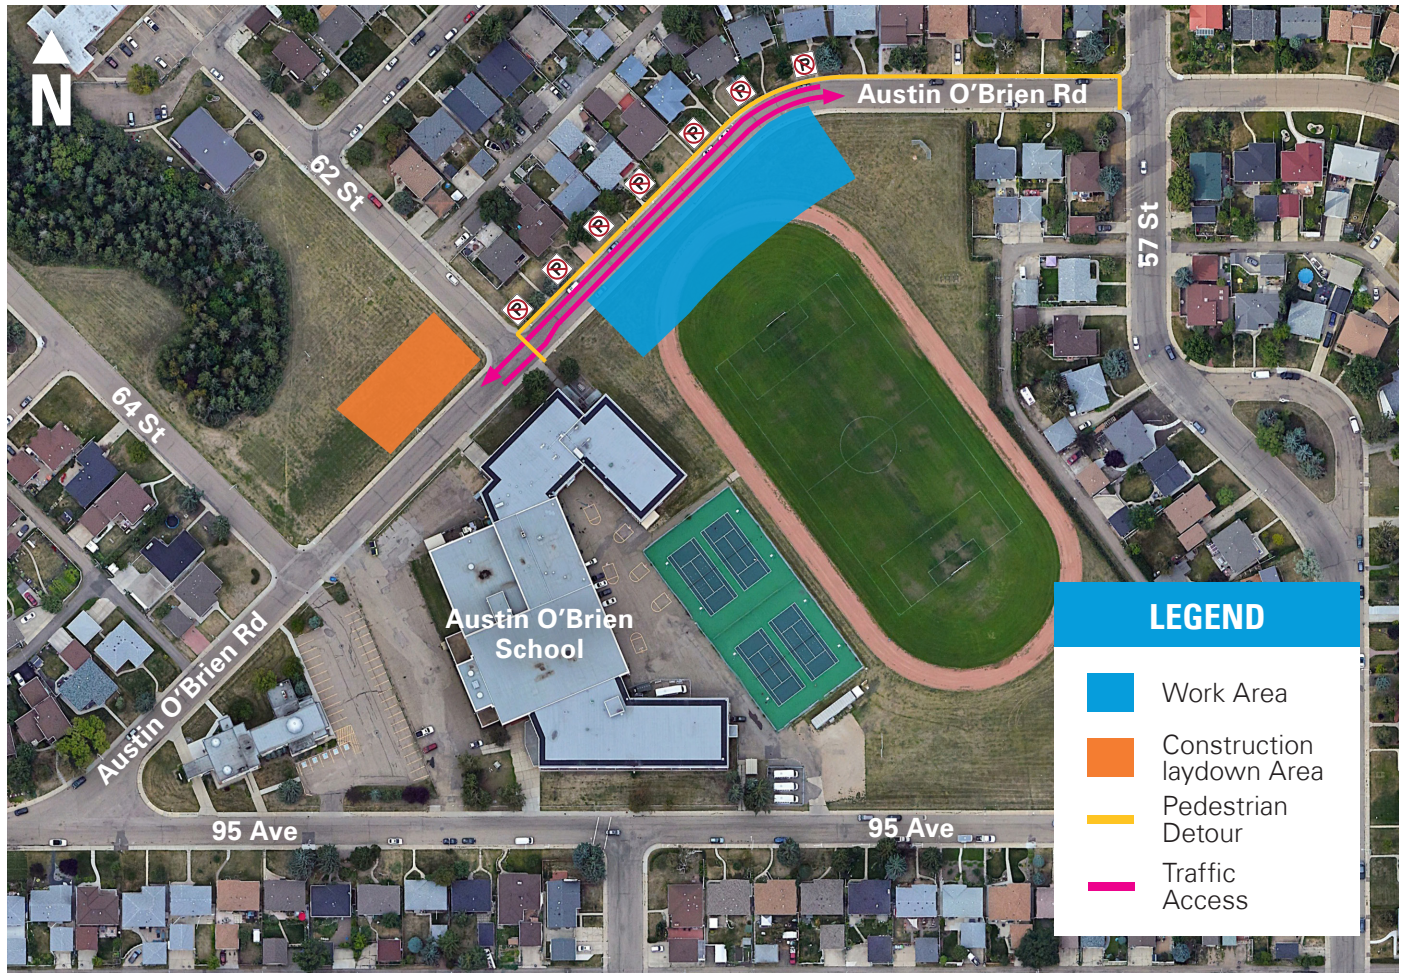 N
Austin O'Brien Rd
62 St
57 St
64 St
Austin O'Brien
School
Austin O'Brien Rd
95 Ave
95 Ave
LEGEND
Work Area
Construction
laydown Area
Pedestrian
Detour
Traffic
Access
P
P
P
P
P
P
P